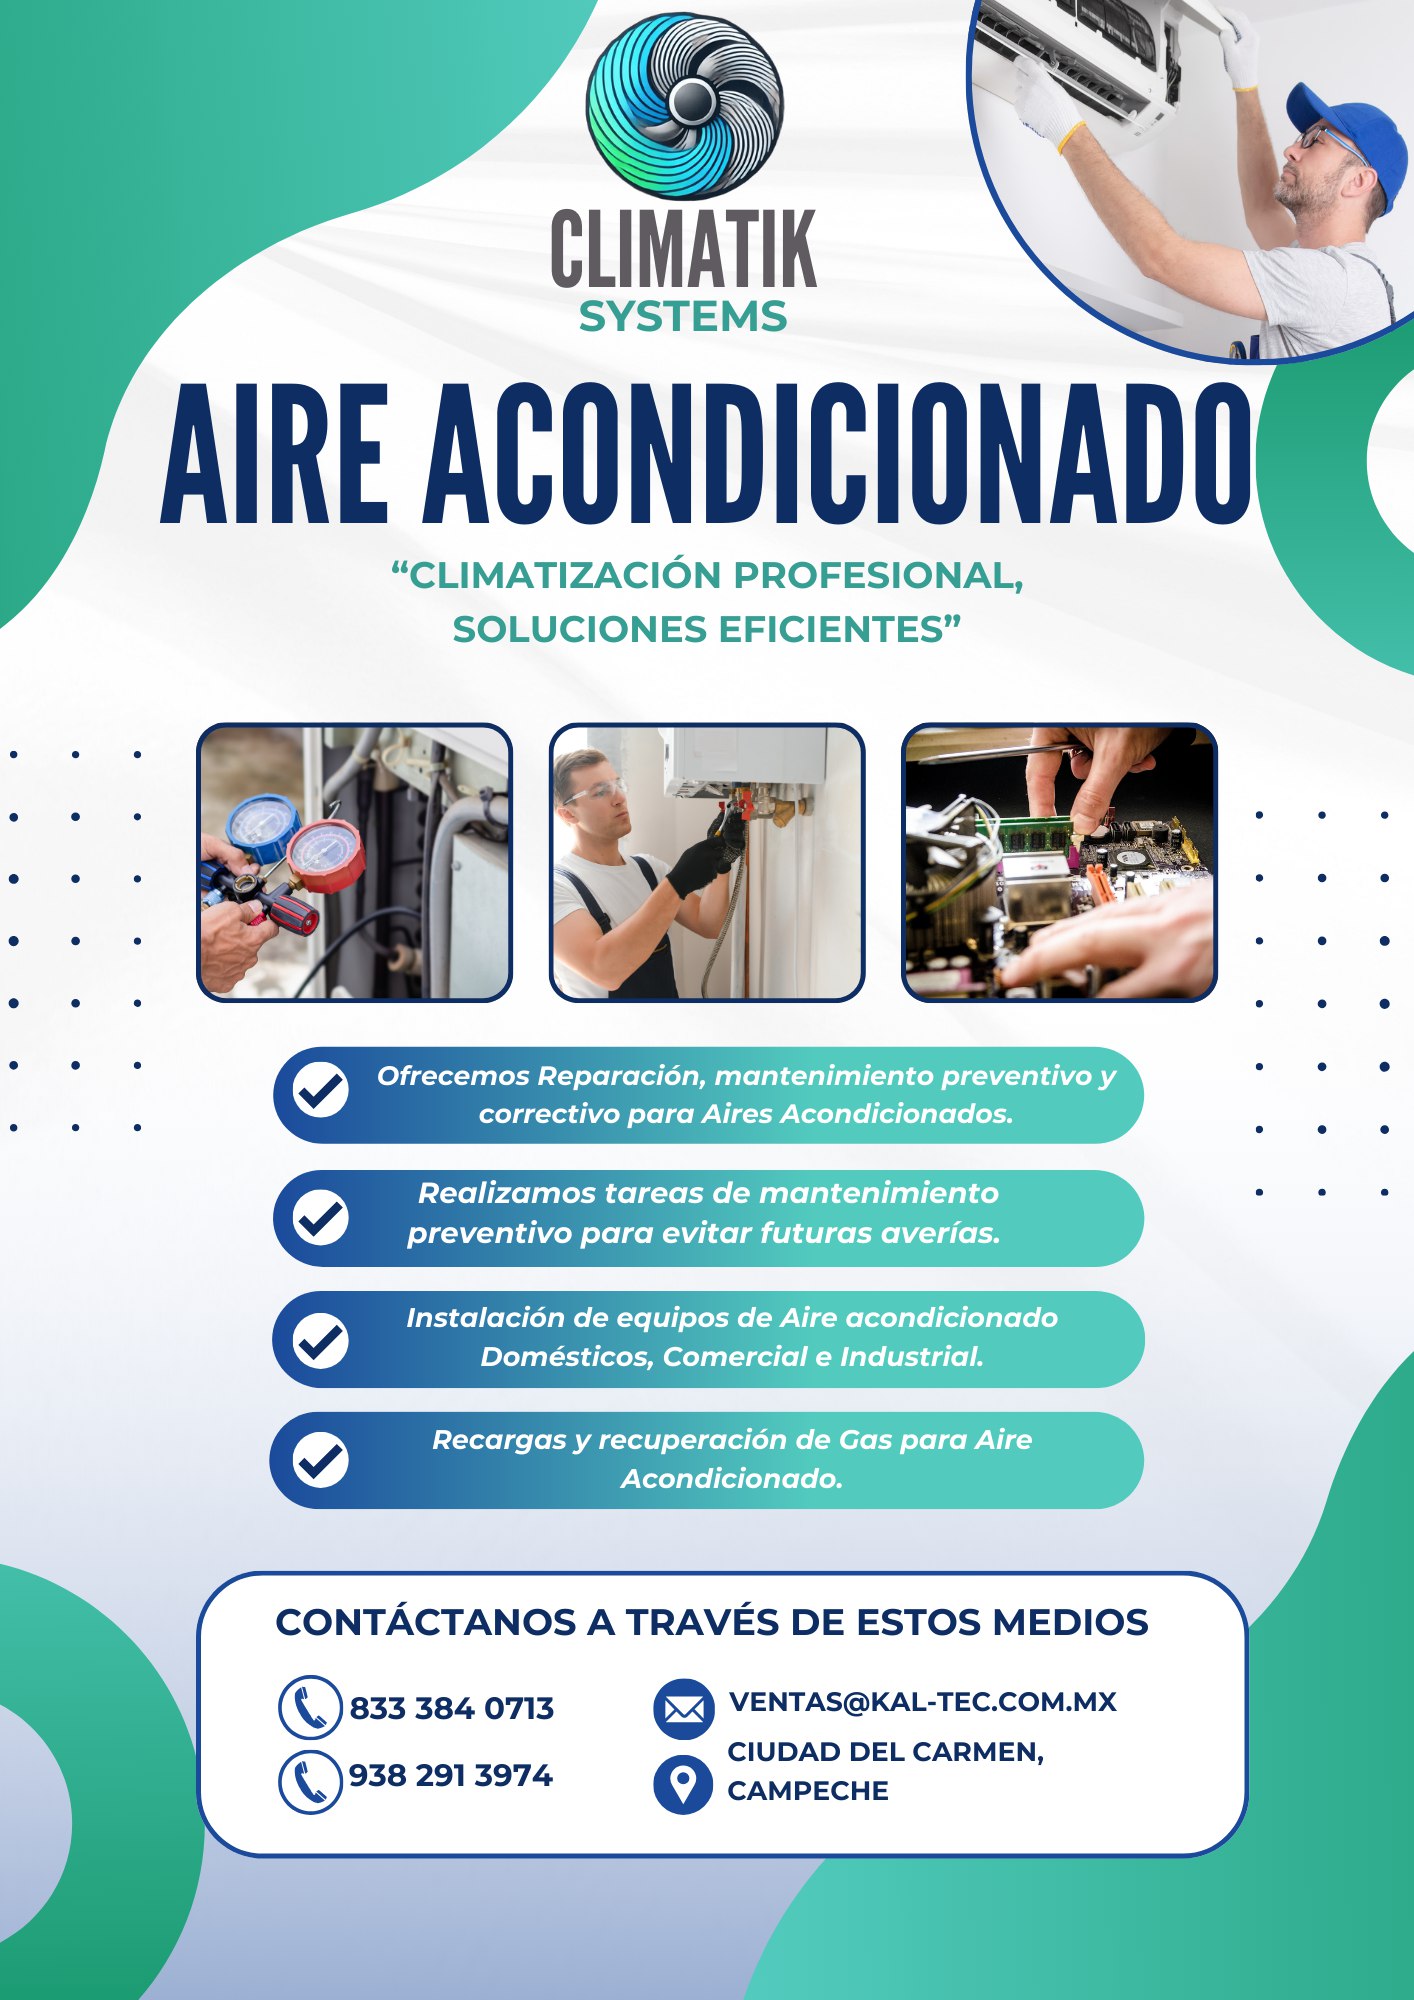 CLIMATIK
SYSTEMS
AIRE ACONDICIONADO
“CLIMATIZACIÓN PROFESIONAL,
SOLUCIONES EFICIENTES”
Ofrecemos Reparación, mantenimiento preventivo y
correctivo para Aires Acondicionados.
Realizamos tareas de mantenimiento
preventivo para evitar futuras averías.
Instalación de equipos de Aire acondicionado
Domésticos, Comercial e Industrial.
Recargas y recuperación de Gas para Aire
Acondicionado.
CONTÁCTANOS A TRAVÉS DE ESTOS MEDIOS
833 384 0713
938 291 3974
VENTAS@KAL-TEC.COM.MX
CIUDAD DEL CARMEN,
CAMPECHE